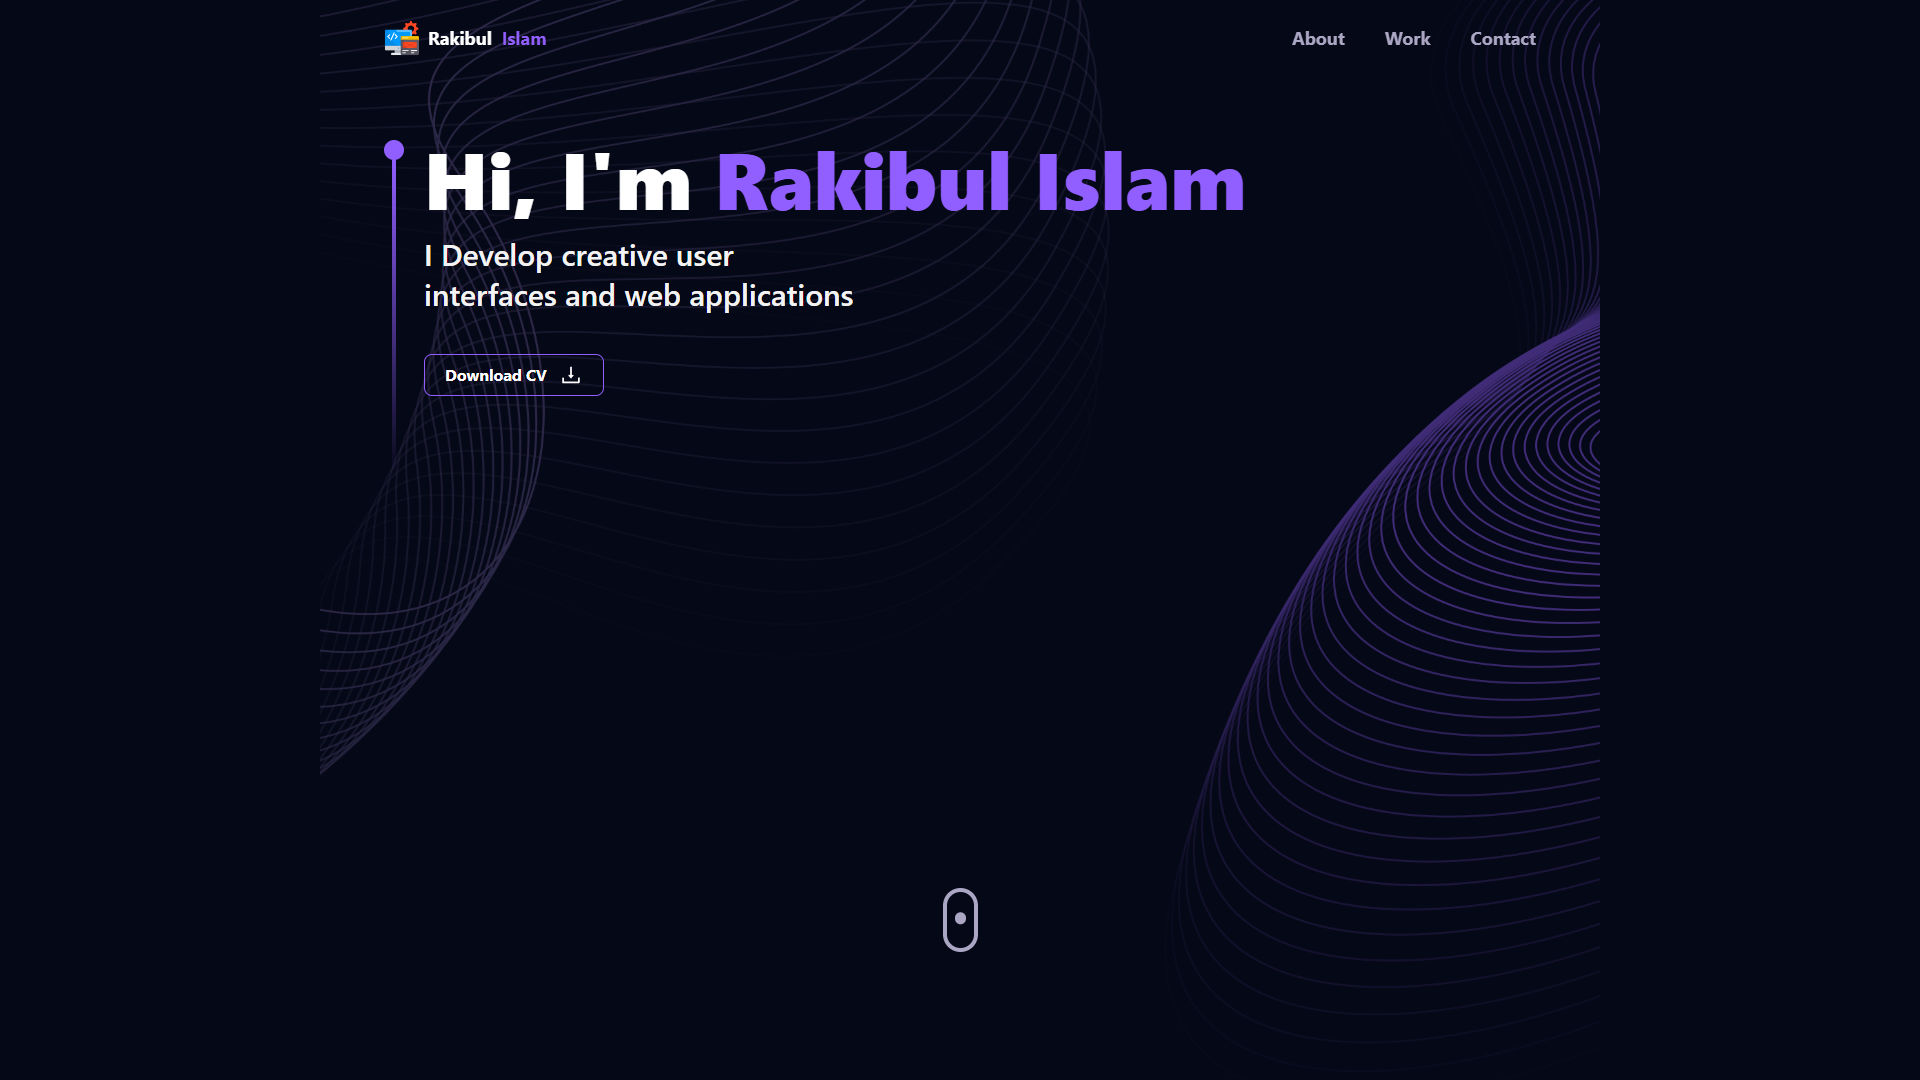 Rakibul Islam
About Work Contact
Hi, I'm Rakibul Islam
I Develop creative user
interfaces and web applications
Download CV